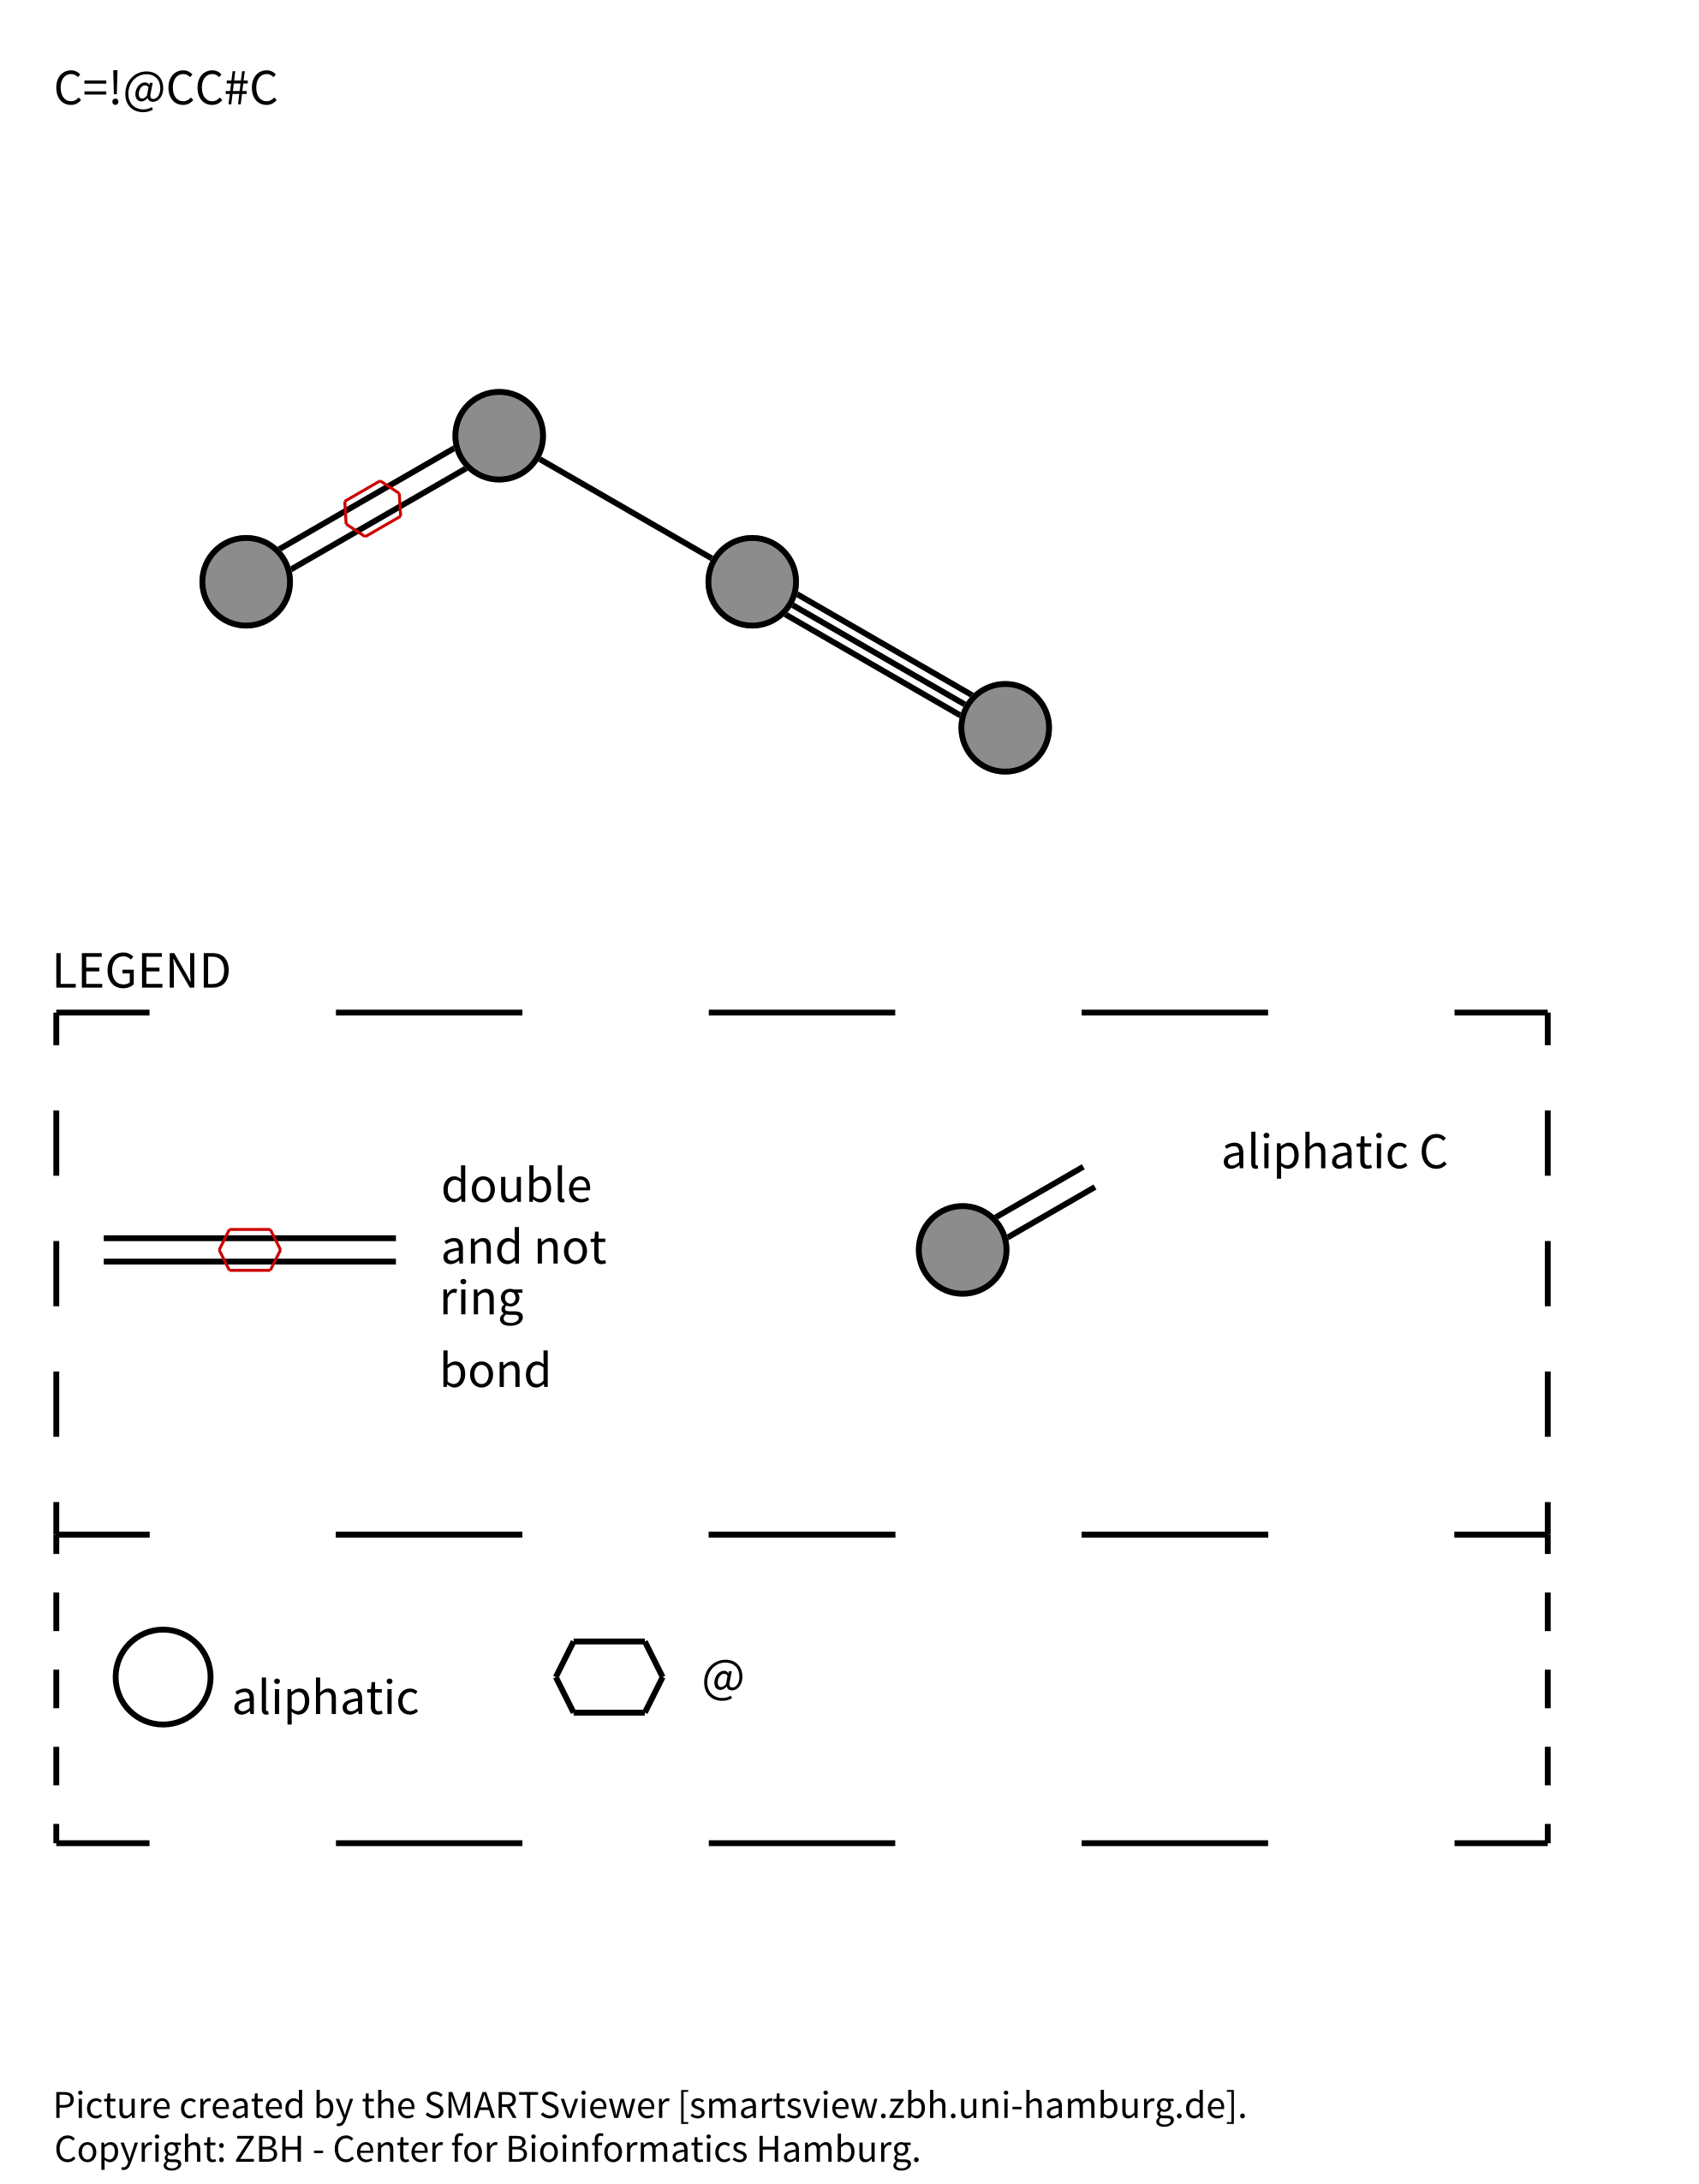 C=!@CC#C
LEGEND
double
and not
ring
bond
aliphatic C
aliphatic
@
Picture created by the SMARTSviewer [smartsview.zbh.uni-hamburg.de].
Copyright: ZBH - Center for Bioinformatics Hamburg.